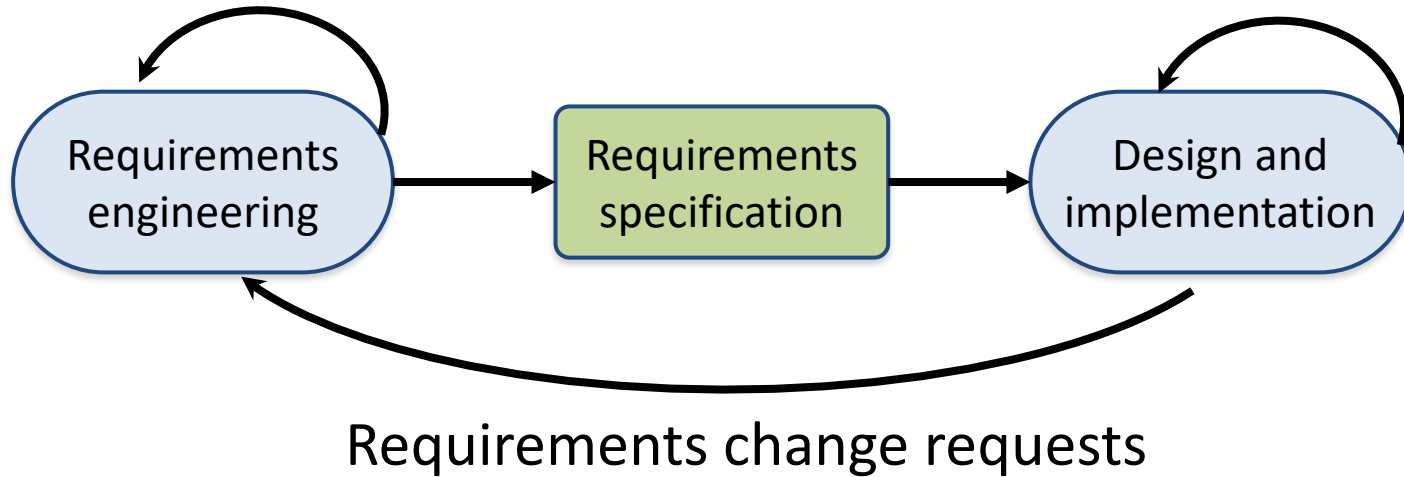 Requirements
engineering
Requirements
specification
Design and
implementation
Requirements change requests